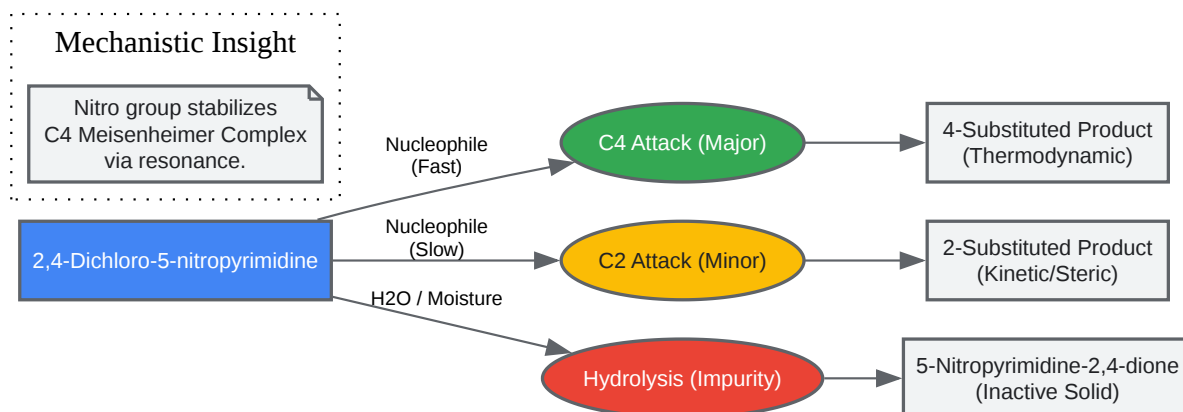 Mechanistic Insight
Nitro group stabilizes
C4 Meisenheimer Complex
via resonance.
2,4-Dichloro-5-nitropyrimidine
Nucleophile
(Fast)
C4 Attack (Major)
4-Substituted Product
(Thermodynamic)
Nucleophile
(Slow)
C2 Attack (Minor)
2-Substituted Product
(Kinetic/Steric)
H2O / Moisture
Hydrolysis (Impurity)
5-Nitropyrimidine-2,4-dione
(Inactive Solid)